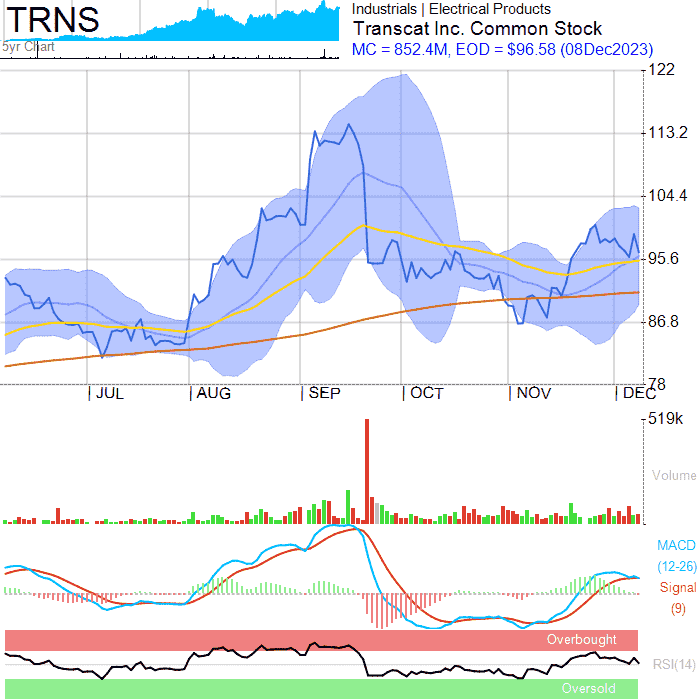 TRNS
5yr Chart
Industrials | Electrical Products
Transcat Inc. Common Stock
MC = 852.4M, EOD = $96.58 (08Dec2023)
122
113.2
104.4
95.6
86.8
78
JUL AUG SEP OCT NOV DEC
519k
Volume
MACD
(12-26)
Signal
(9)
Overbought
RSI(14)
Oversold